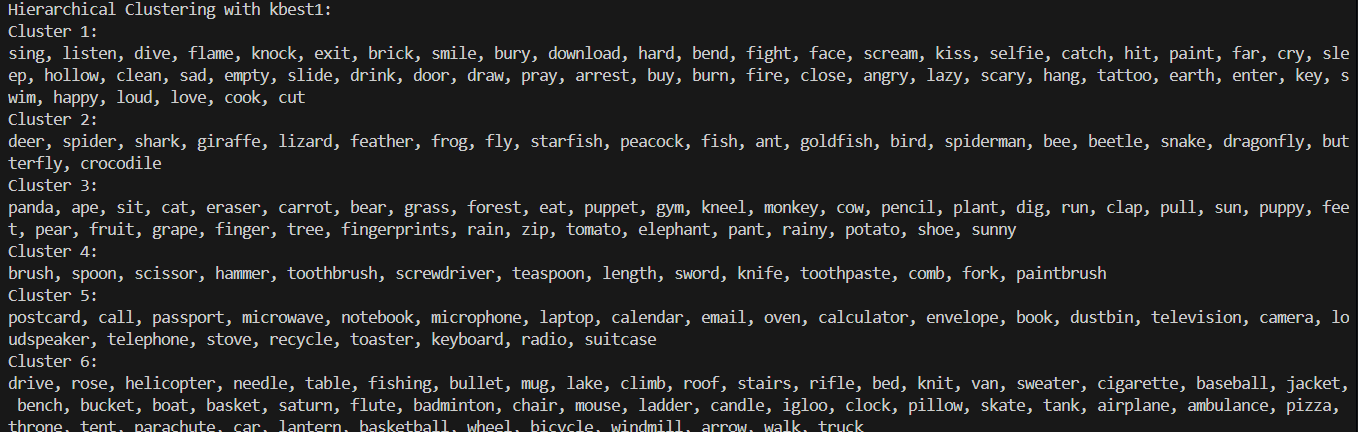 Hierarchical Clustering with kbest1:
Cluster 1:
sing, listen, dive, flame, knock, exit, brick, smile, bury, download, hard, bend, fight, face, scream, kiss, selfie, catch, hit, paint, far, cry, sle
ep, hollow, clean, sad, empty, slide, drink, door, draw, pray, arrest, buy, burn, fire, close, angry, lazy, scary, hang, tattoo, earth, enter, key, s
wim, happy, loud, love, cook, cut
Cluster 2:
deer, spider, shark, giraffe, lizard, feather, frog, fly, starfish, peacock, fish, ant, goldfish, bird, spiderman, bee, beetle, snake, dragonfly, but
terfly, crocodile
Cluster 3:
panda, ape, sit, cat, eraser, carrot, bear, grass, forest, eat, puppet, gym, kneel, monkey, cow, pencil, plant, dig, run, clap, pull, sun, puppy, fee
t, pear, fruit, grape, finger, tree, fingerprints, rain, zip, tomato, elephant, pant, rainy, potato, shoe, sunny
Cluster 4:
brush, spoon, scissor, hammer, toothbrush, screwdriver, teaspoon, length, sword, knife, toothpaste, comb, fork, paintbrush
Cluster 5:
postcard, call, passport, microwave, notebook, microphone, laptop, calendar, email, oven, calculator, envelope, book, dustbin, television, camera, lo
udspeaker, telephone, stove, recycle, toaster, keyboard, radio, suitcase
Cluster 6:
drive, rose, helicopter, needle, table, fishing, bullet, mug, lake, climb, roof, stairs, rifle, bed, knit, van, sweater, cigarette, baseball, jacket,
bench, bucket, boat, basket, saturn, flute, badminton, chair, mouse, ladder, candle, igloo, clock, pillow, skate, tank, airplane, ambulance, pizza,
throne, tent, parachute, car, lantern, basketball, wheel, bicycle, windmill, arrow, walk, truck